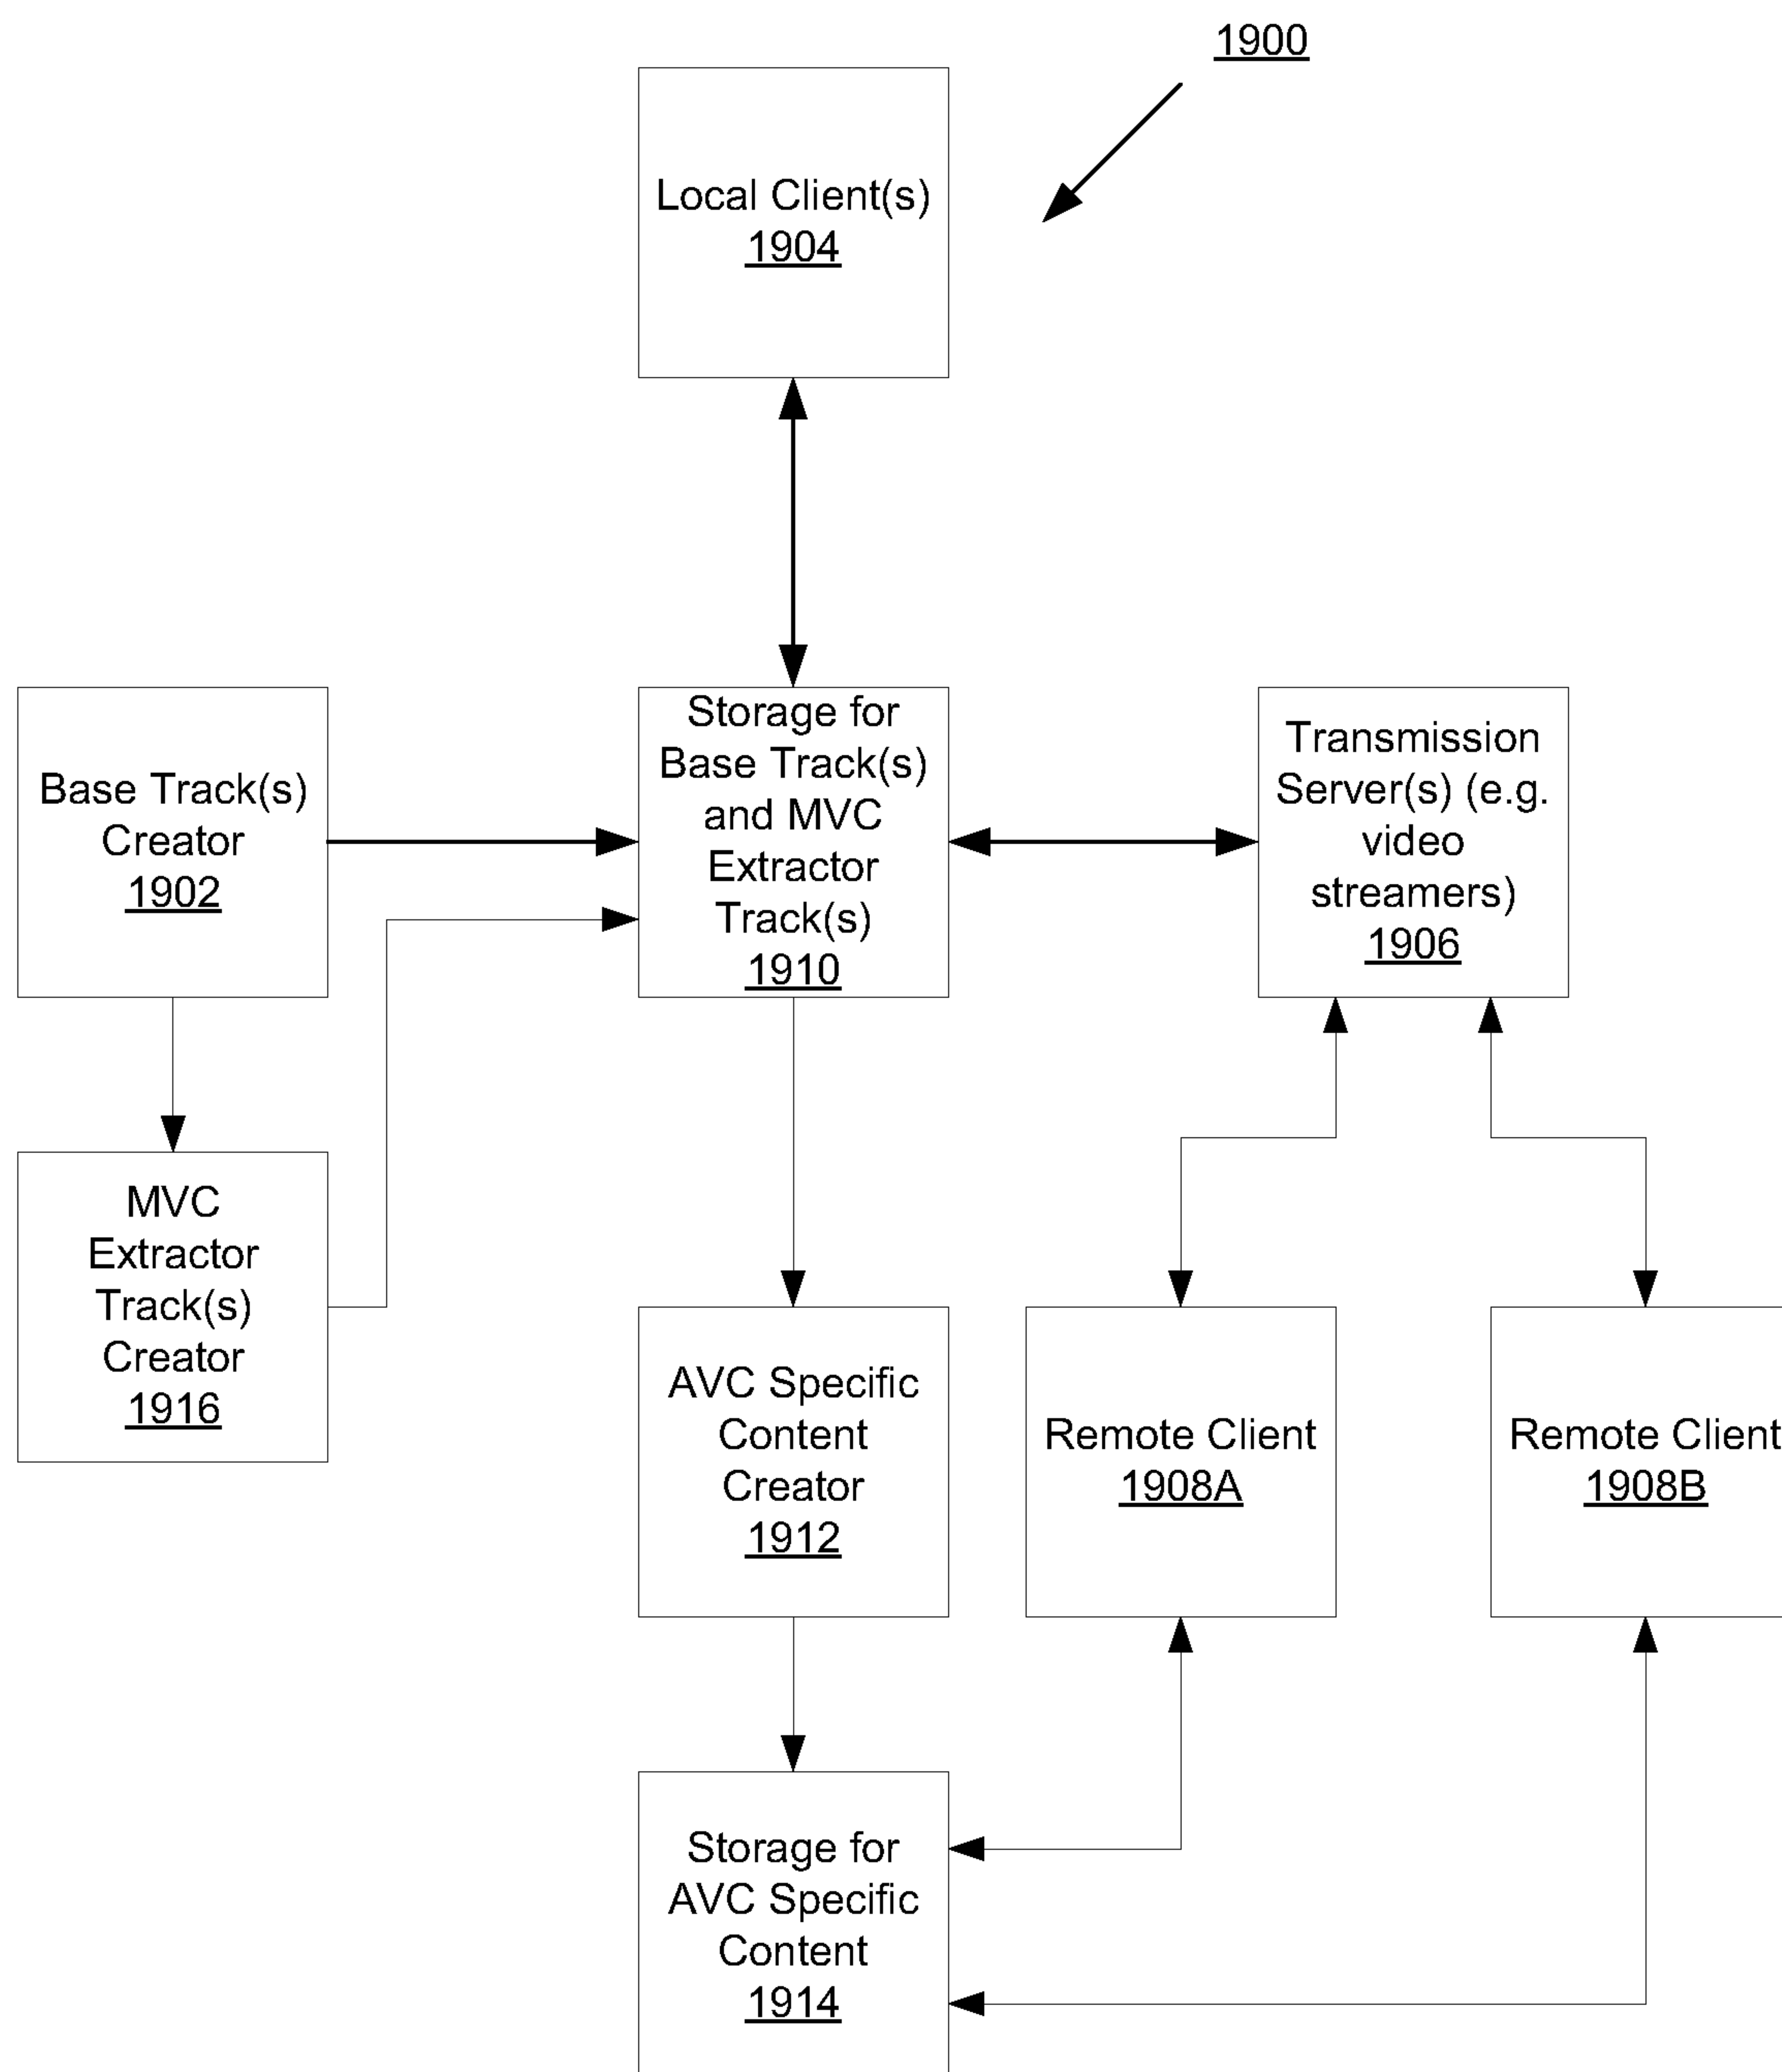 1900
Local Client(s)
1904
Base Track(s)
Creator
1902
Storage for
Base Track(s)
and MVC
Extractor
Track(s)
1910
Transmission
Server(s) (e.g.
video
streamers)
1906
MVC
Extractor
Track(s)
Creator
1916
AVC Specific
Content
Creator
1912
Remote Client
1908A
Remote Client
1908B
Storage for
AVC Specific
Content
1914